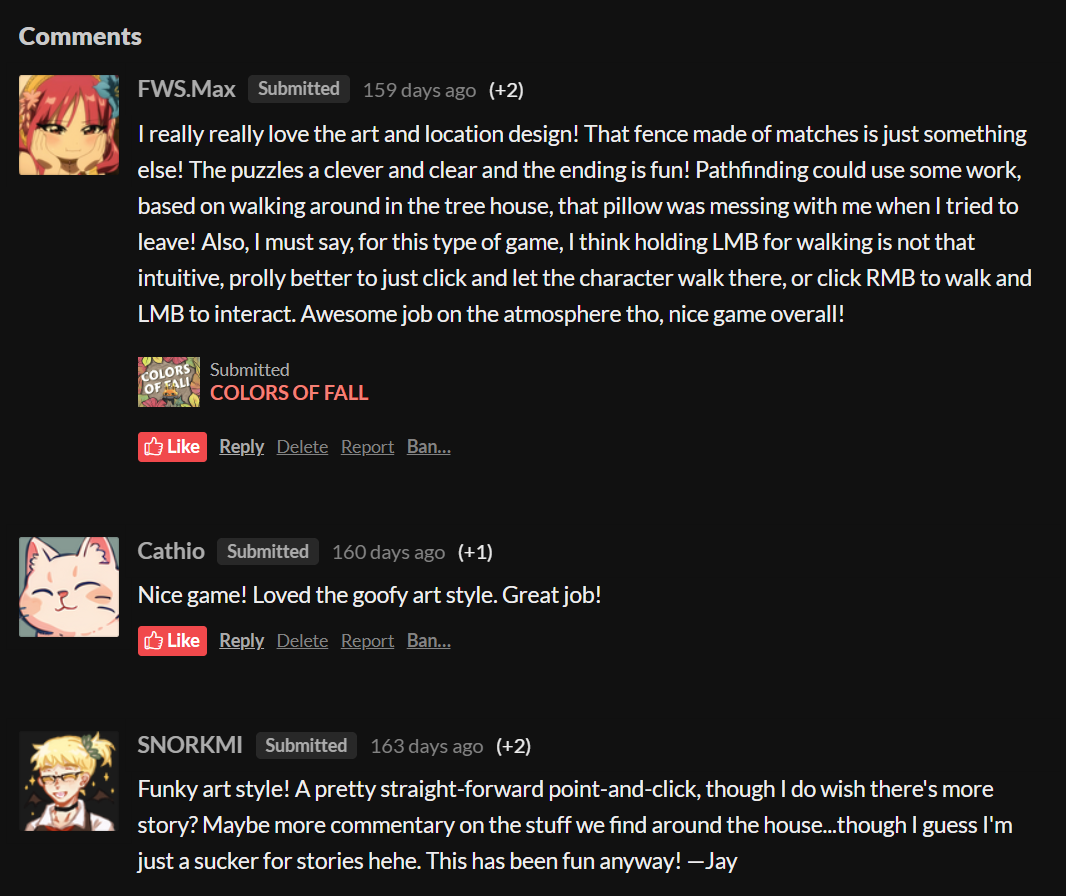 Comments
FWS.Max Submitted 159 days ago (+2)
I really really love the art and location design! That fence made of matches is just something
else! The puzzles a clever and clear and the ending is fun! Pathfinding could use some work,
based on walking around in the tree house, that pillow was messing with me when I tried to
leave! Also, I must say, for this type of game, I think holding LMB for walking is not that
intuitive, prolly better to just click and let the character walk there, or click RMB to walk and
LMB to interact. Awesome job on the atmosphere tho, nice game overall!
COLORS
OF FALL
Submitted
COLORS OF FALL
Like Reply Delete Report Ban...
Cathio Submitted 160 days ago (+1)
Nice game! Loved the goofy art style. Great job!
Like Reply Delete Report Ban...
SNORKMI Submitted 163 days ago (+2)
Funky art style! A pretty straight-forward point-and-click, though I do wish there's more
story? Maybe more commentary on the stuff we find around the house...though I guess I'm
just a sucker for stories hehe. This has been fun anyway! —Jay